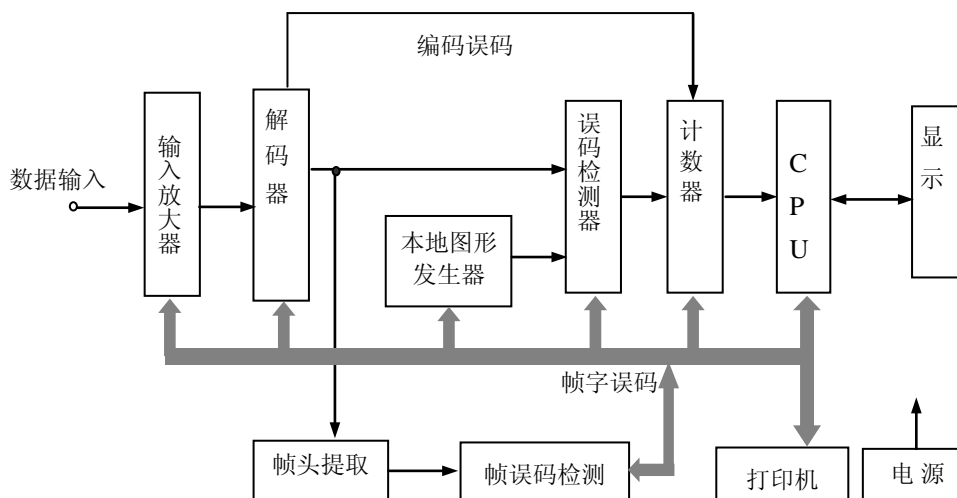 编码误码
数据输入
输入放大器
解码器
本地图形
发生器
误码检测器
计数器
CPU
显示
帧字误码
帧头提取
帧误码检测
打印机
电 源